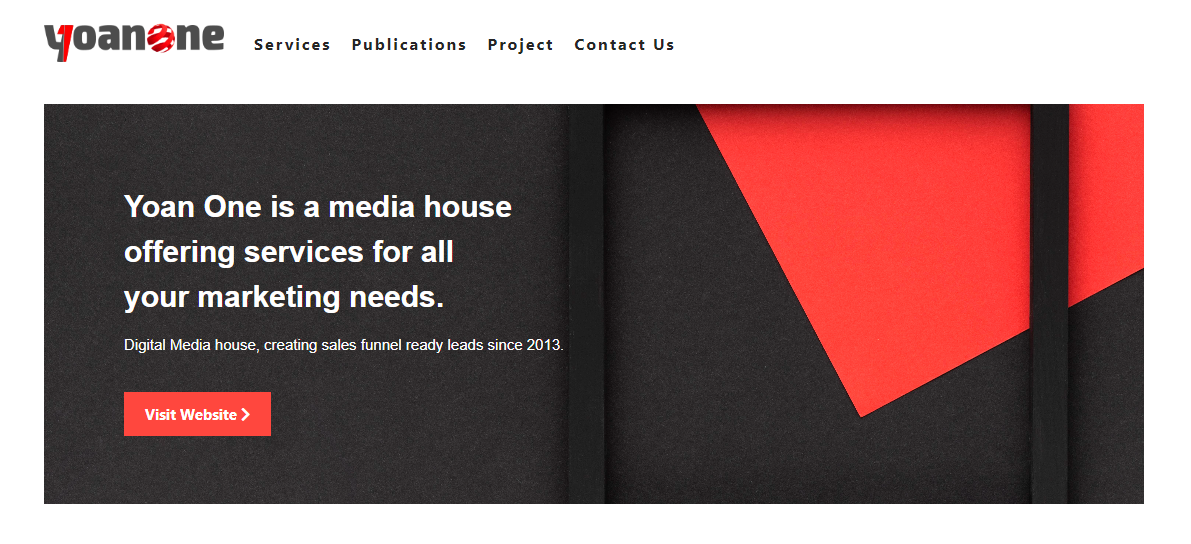 yoanone
Services Publications Project Contact Us
Yoan One is a media house
offering services for all
your marketing needs.
Digital Media house, creating sales funnel ready leads since 2013.
Visit Website